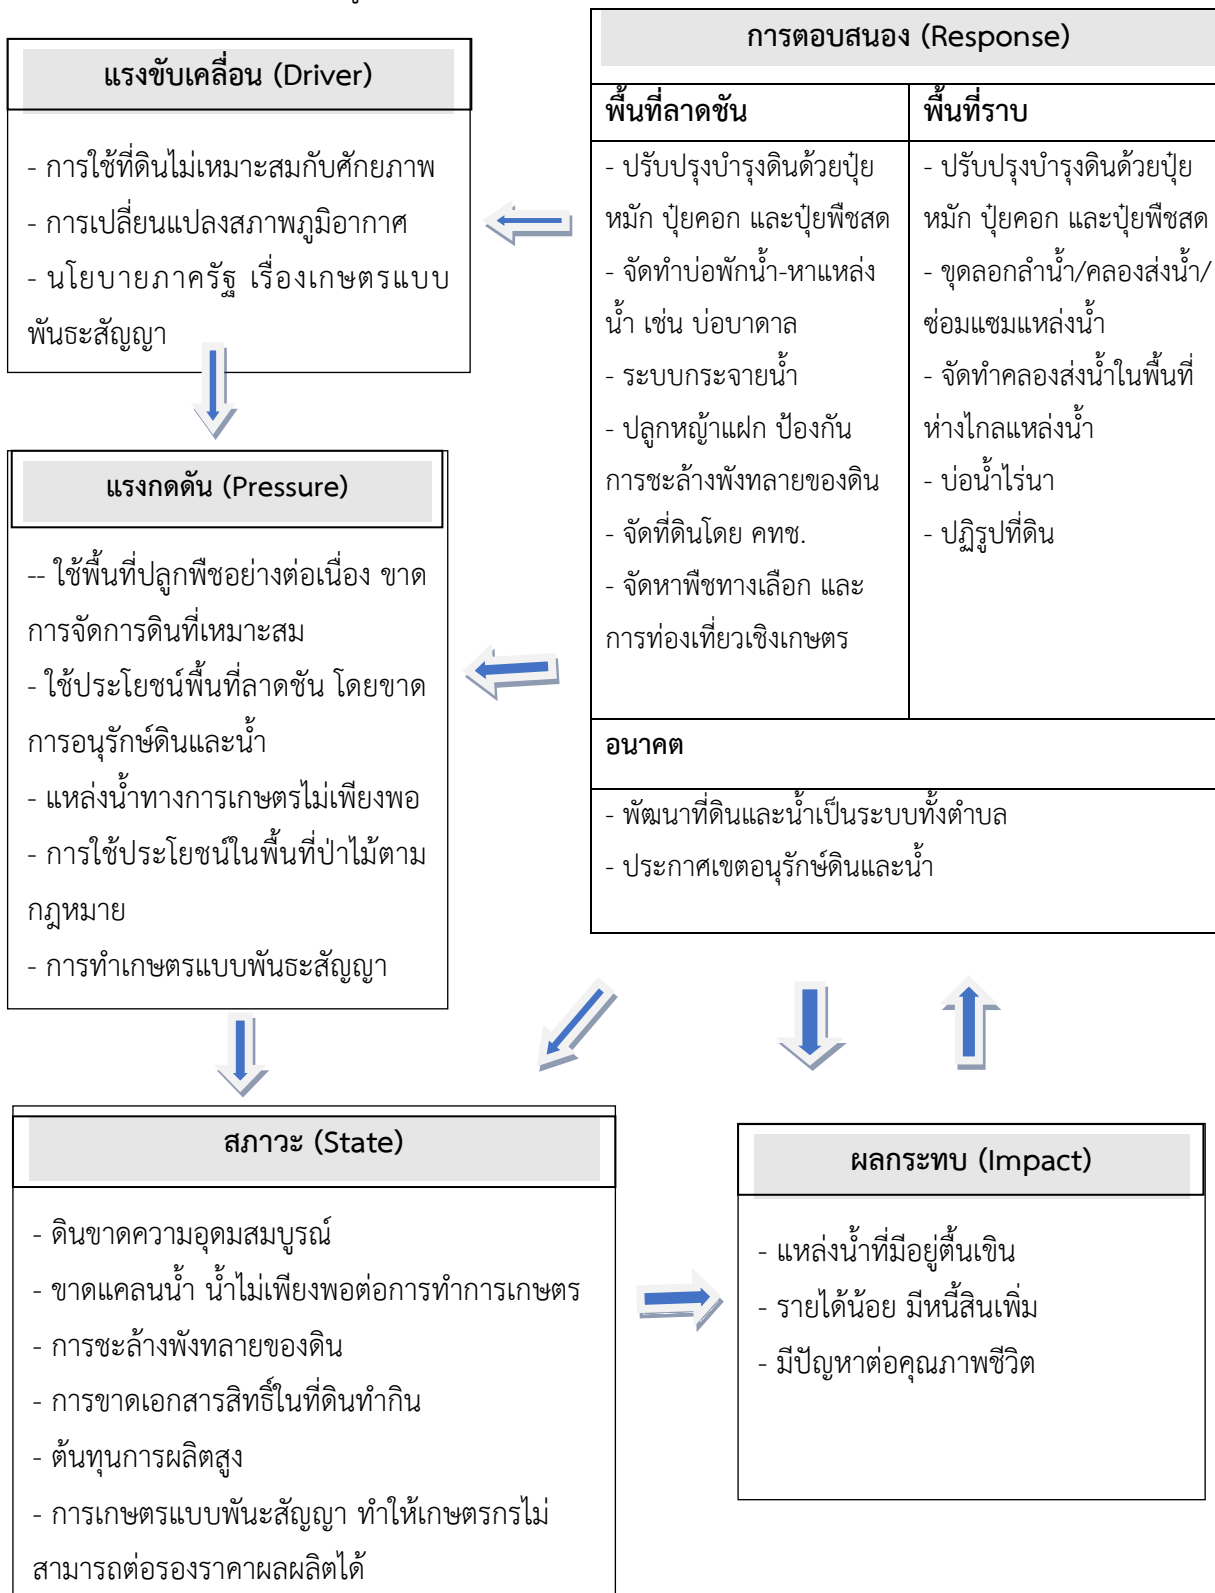 แรงขับเคลื่อน (Driver)
- การใช้ที่ดินไม่เหมาะสมกับศักยภาพ
- การเปลี่ยนแปลงสภาพภูมิอากาศ
- นโยบายภาครัฐ เรื่องเกษตรแบบ
พันธะสัญญา
แรงกดดัน (Pressure)
-- ใช้พื้นที่ปลูกพืชอย่างต่อเนื่อง ขาด
การจัดการดินที่เหมาะสม
- ใช้ประโยชน์พื้นที่ลาดชัน โดยขาด
การอนุรักษ์ดินและน้ำ
- แหล่งน้ำทางการเกษตรไม่เพียงพอ
- การใช้ประโยชน์ในพื้นที่ป่าไม้ตาม
กฎหมาย
- การทำเกษตรแบบพันธะสัญญา
การตอบสนอง (Response)
พื้นที่ลาดชัน
- ปรับปรุงบำรุงดินด้วยปุ๋ย
หมัก ปุ๋ยคอก และปุ๋ยพืชสด
- จัดทำบ่อพักน้ำ-หาแหล่ง
น้ำ เช่น บ่อบาดาล
- ระบบกระจายน้ำ
- ปลูกหญ้าแฝก ป้องกัน
การชะล้างพังทลายของดิน
- จัดที่ดินโดย คทช.
- จัดหาพืชทางเลือก และ
การท่องเที่ยวเชิงเกษตร
พื้นที่ราบ
- ปรับปรุงบำรุงดินด้วยปุ๋ย
หมัก ปุ๋ยคอก และปุ๋ยพืชสด
- ขุดลอกลำน้ำ/คลองส่งน้ำ/
ซ่อมแซมแหล่งน้ำ
- จัดทำคลองส่งน้ำในพื้นที่
ห่างไกลแหล่งน้ำ
- บ่อน้ำไร่นา
- ปฏิรูปที่ดิน
อนาคต
- พัฒนาที่ดินและน้ำเป็นระบบทั้งตำบล
- ประกาศเขตอนุรักษ์ดินและน้ำ
สภาวะ (State)
- ดินขาดความอุดมสมบูรณ์
- ขาดแคลนน้ำ น้ำไม่เพียงพอต่อการทำการเกษตร
- การชะล้างพังทลายของดิน
- การขาดเอกสารสิทธิ์ในที่ดินทำกิน
- ต้นทุนการผลิตสูง
- การเกษตรแบบพันะสัญญา ทำให้เกษตรกรไม่
สามารถต่อรองราคาผลผลิตได้
ผลกระทบ (Impact)
- แหล่งน้ำที่มีอยู่ตื้นเขิน
- รายได้น้อย มีหนี้สินเพิ่ม
- มีปัญหาต่อคุณภาพชีวิต